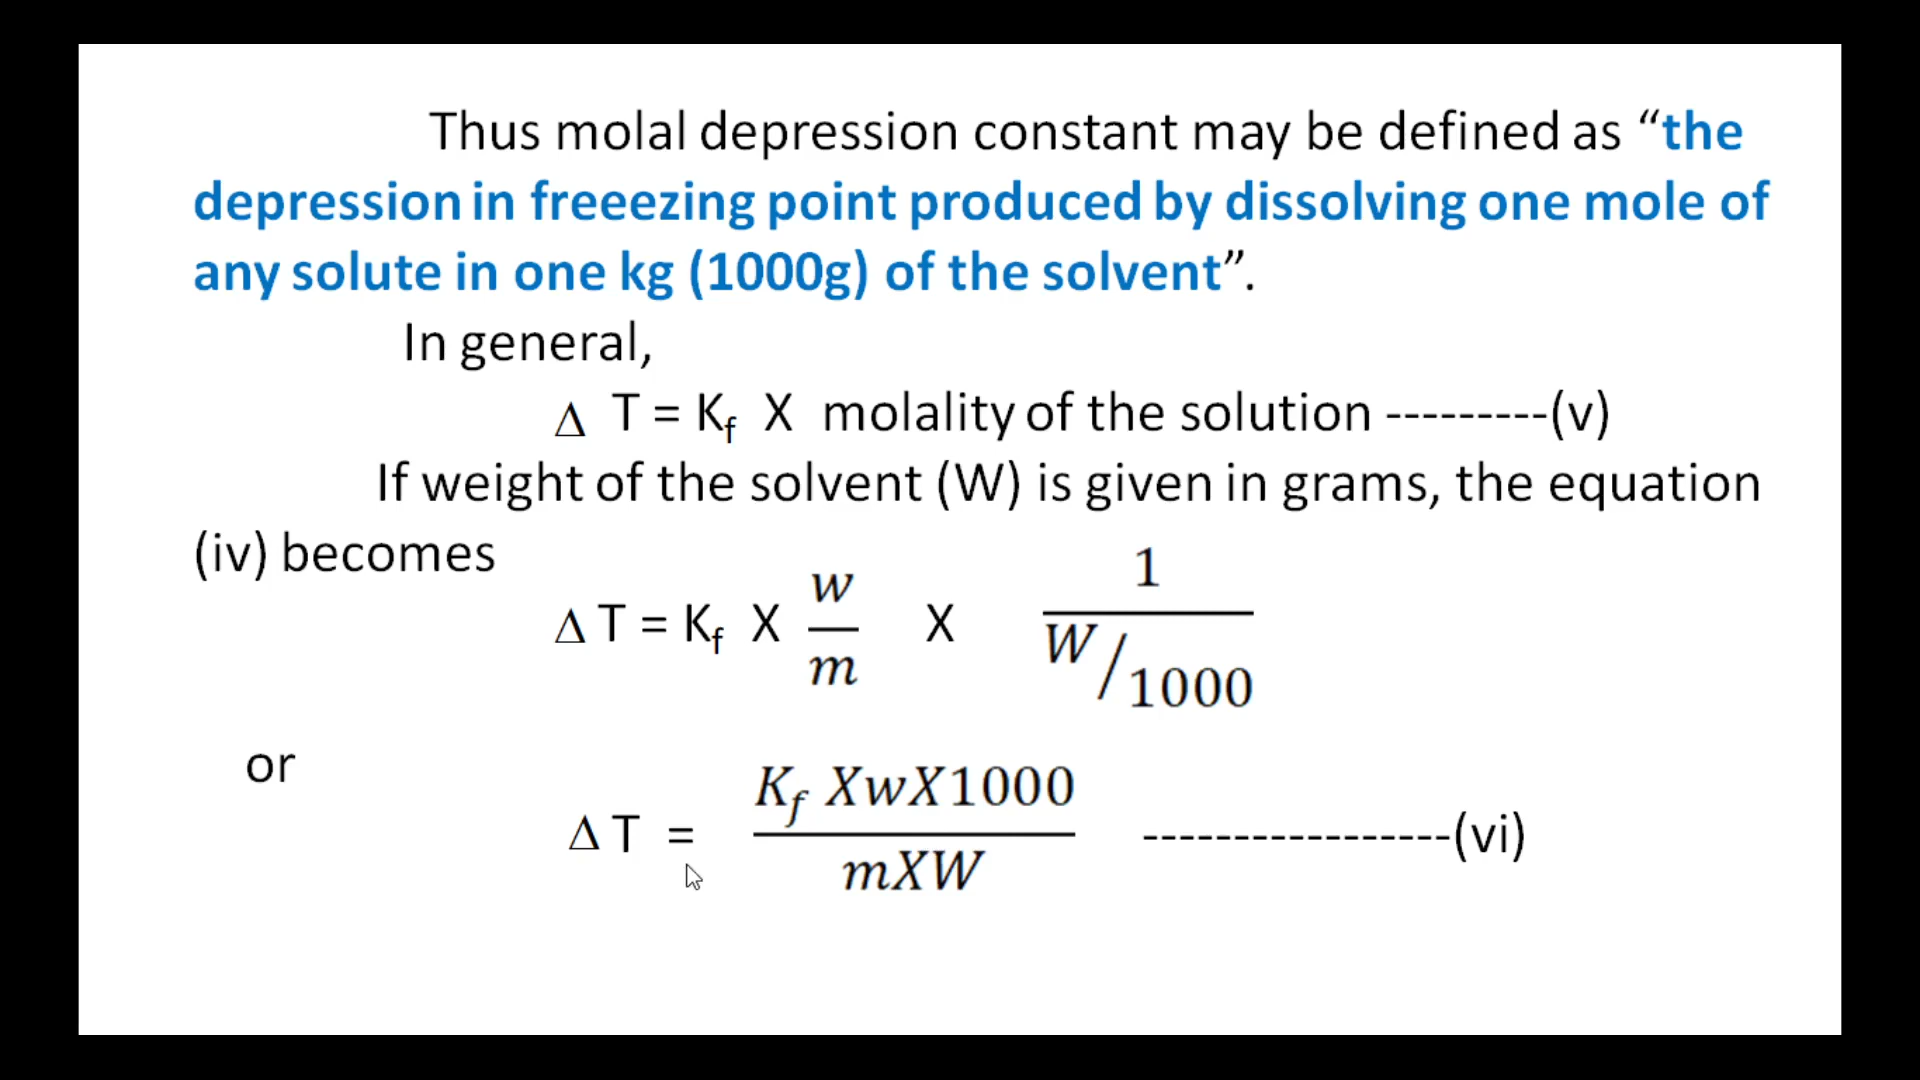 Thus molal depression constant may be defined as “the
depression in freeezing point produced by dissolving one mole of
any solute in one kg (1000g) of the solvent”.
In general,
Δ T = Kf X molality of the solution ---------(v)
If weight of the solvent (W) is given in grams, the equation
(iv) becomes
Δ T = Kf X w/m X 1/(W/1000)
or
Δ T = Kf XwX1000 / mXW -----------------(vi)